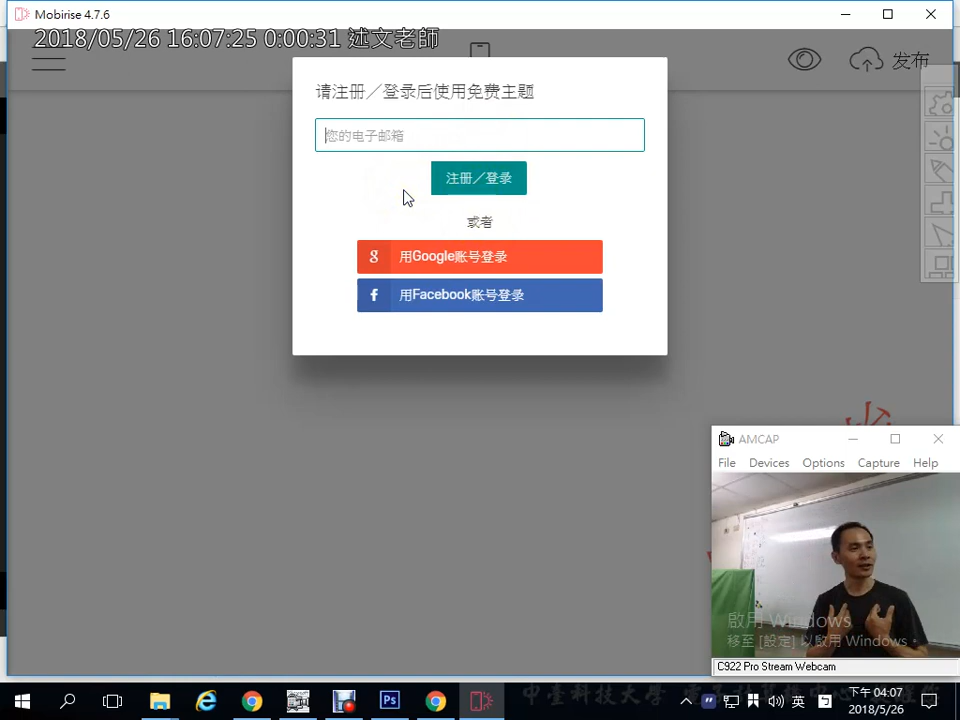 Mobirise 4.7.6
2018/05/26 16:07:25 0:00:31 述文老師
发布
请注册／登录后使用免费主题
您的电子邮箱
注册／登录
或者
g 用Google账号登录
f 用Facebook账号登录
AMCAP
File Devices Options Capture Help
啟用 Windows
移至 [設定] 以啟用 Windows。
C922 Pro Stream Webcam
中臺科技大學
Ps
英
下午 04:07
2018/5/26